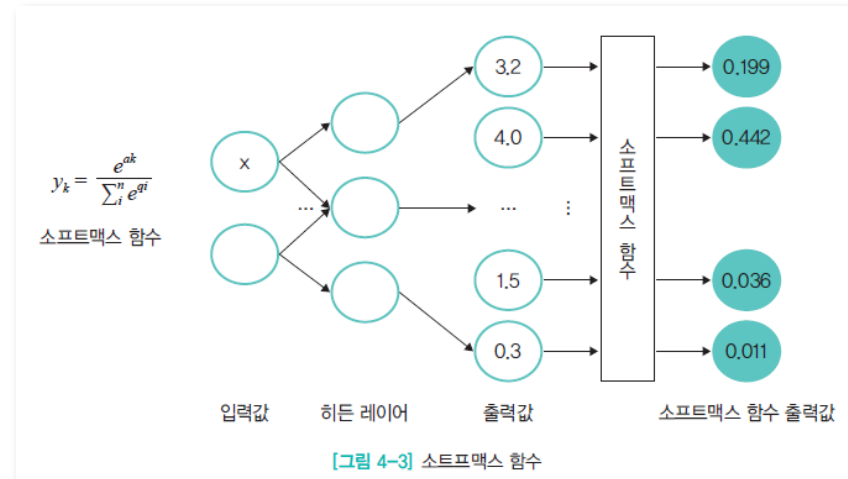 3.2
0.199
4.0
0.442
x
y_k = e^{ak} / ∑_i^n e^{qi}
소프트맥스 함수
...
...
⋮
소프트맥스 함수
1.5
0.036
0.3
0.011
입력값
히든 레이어
출력값
소프트맥스 함수 출력값
[그림 4-3] 소트프맥스 함수